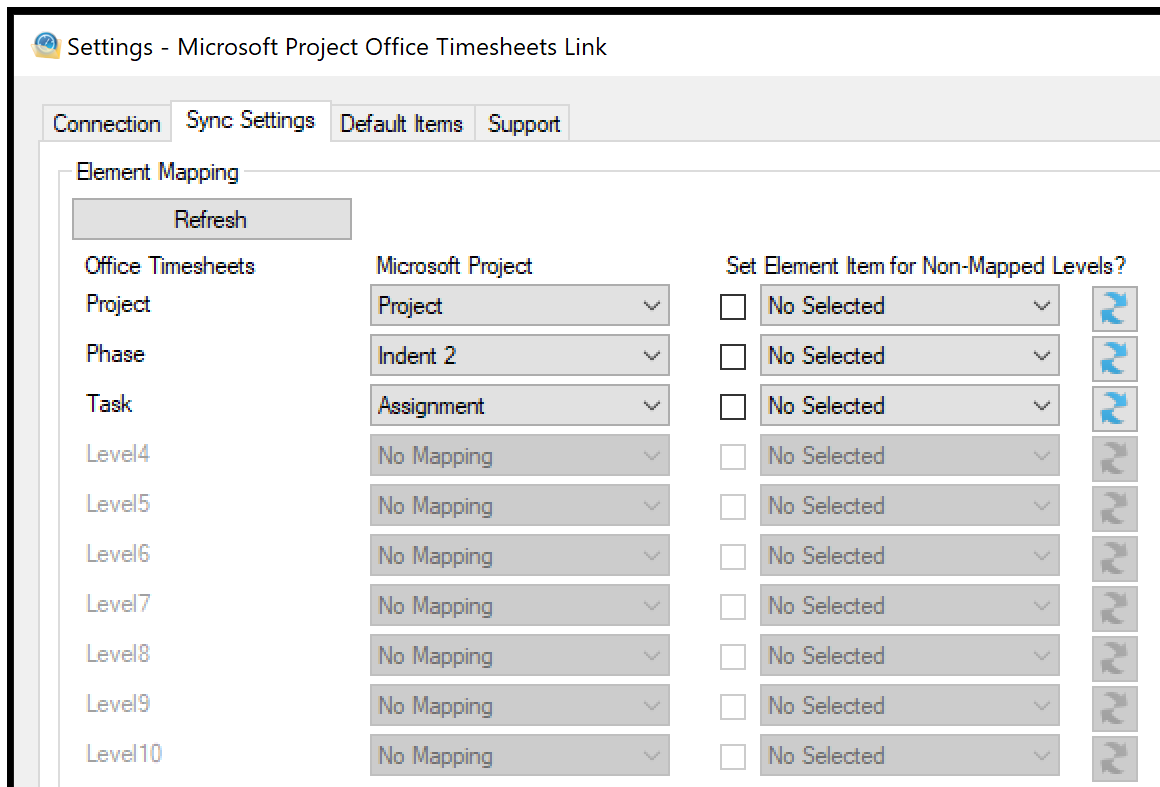 Settings - Microsoft Project Office Timesheets Link
Connection Sync Settings Default Items Support
Element Mapping
Refresh
Office Timesheets Microsoft Project Set Element Item for Non-Mapped Levels?
Project Project No Selected
Phase Indent 2 No Selected
Task Assignment No Selected
Level4 No Mapping No Selected
Level5 No Mapping No Selected
Level6 No Mapping No Selected
Level7 No Mapping No Selected
Level8 No Mapping No Selected
Level9 No Mapping No Selected
Level10 No Mapping No Selected